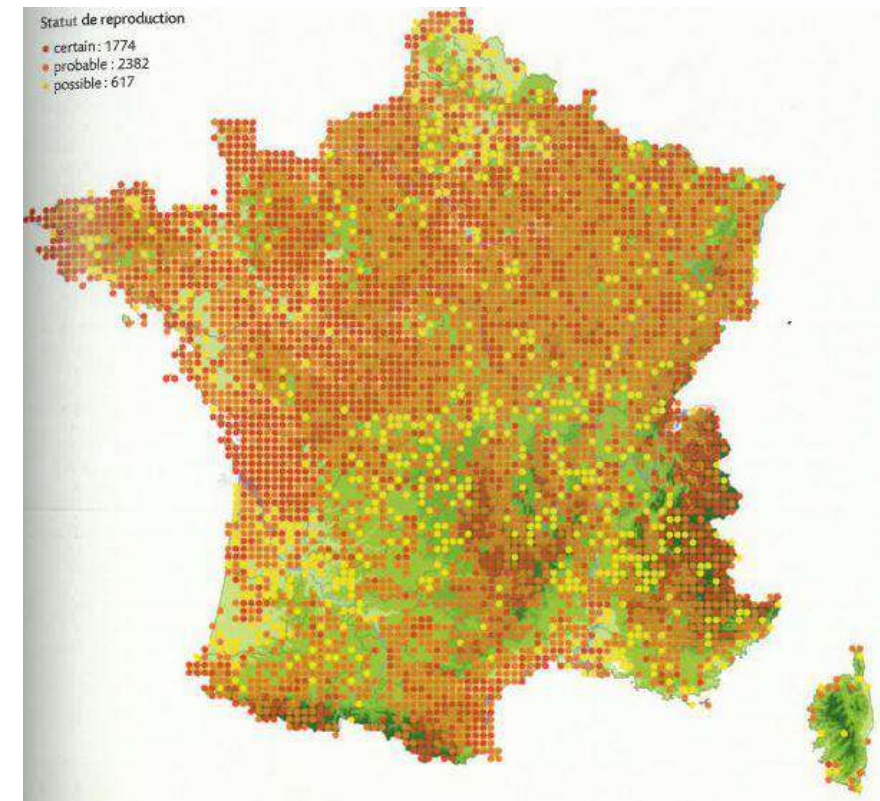 Statut de reproduction
certain : 1774
probable : 2382
possible : 617